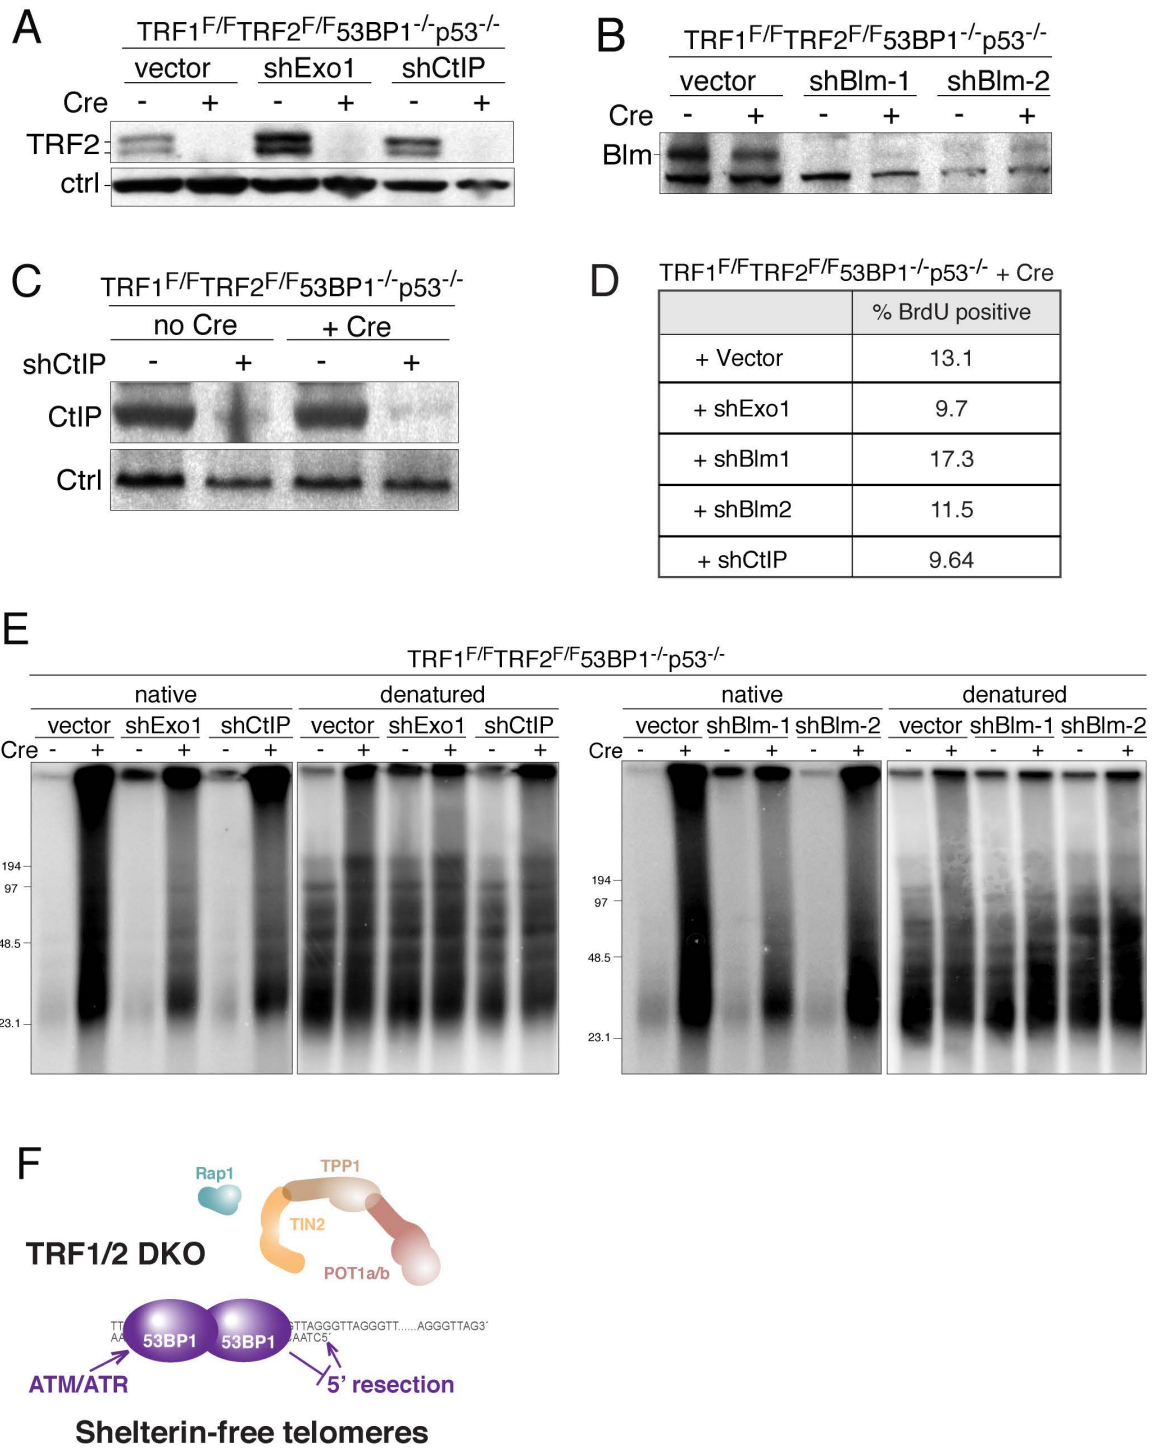 A
TRF1F/FTRF2F/F53BP1-/-p53-/-
vector shExo1 shCtIP
Cre - + - + - +
TRF2
ctrl
B
TRF1F/FTRF2F/F53BP1-/-p53-/-
vector shBlm-1 shBlm-2
Cre - + - + - +
Blm
C
TRF1F/FTRF2F/F53BP1-/-p53-/-
no Cre + Cre
shCtIP - + - +
CtIP
Ctrl
D
TRF1F/FTRF2F/F53BP1-/-p53-/- + Cre
% BrdU positive
+ Vector 13.1
+ shExo1 9.7
+ shBlm1 17.3
+ shBlm2 11.5
+ shCtIP 9.64
E
TRF1F/FTRF2F/F53BP1-/-p53-/-
native denatured native denatured
vector shExo1 shCtIP vector shExo1 shCtIP vector shBlm-1 shBlm-2 vector shBlm-1 shBlm-2
Cre - + - + - + - + - + - + Cre - + - + - + - + - + - +
194
97
48.5
23.1
194
97
48.5
23.1
F
Rap1
TPP1
TIN2
POT1a/b
TRF1/2 DKO
TT GTTAGGGTTAGGGTT......AGGGTTAG3′
AA CAATC5′
53BP1 53BP1
ATM/ATR 5' resection
Shelterin-free telomeres